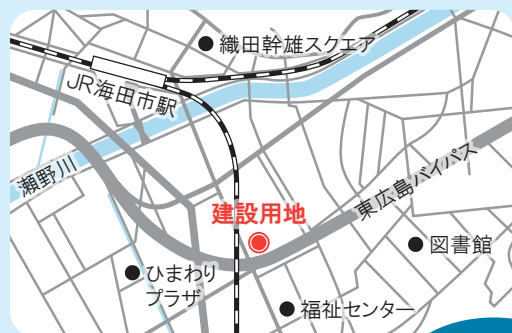 織田幹雄スクエア
JR海田市駅
瀬野川
東広島バイパス
建設用地
図書館
ひまわり
プラザ
福祉センター